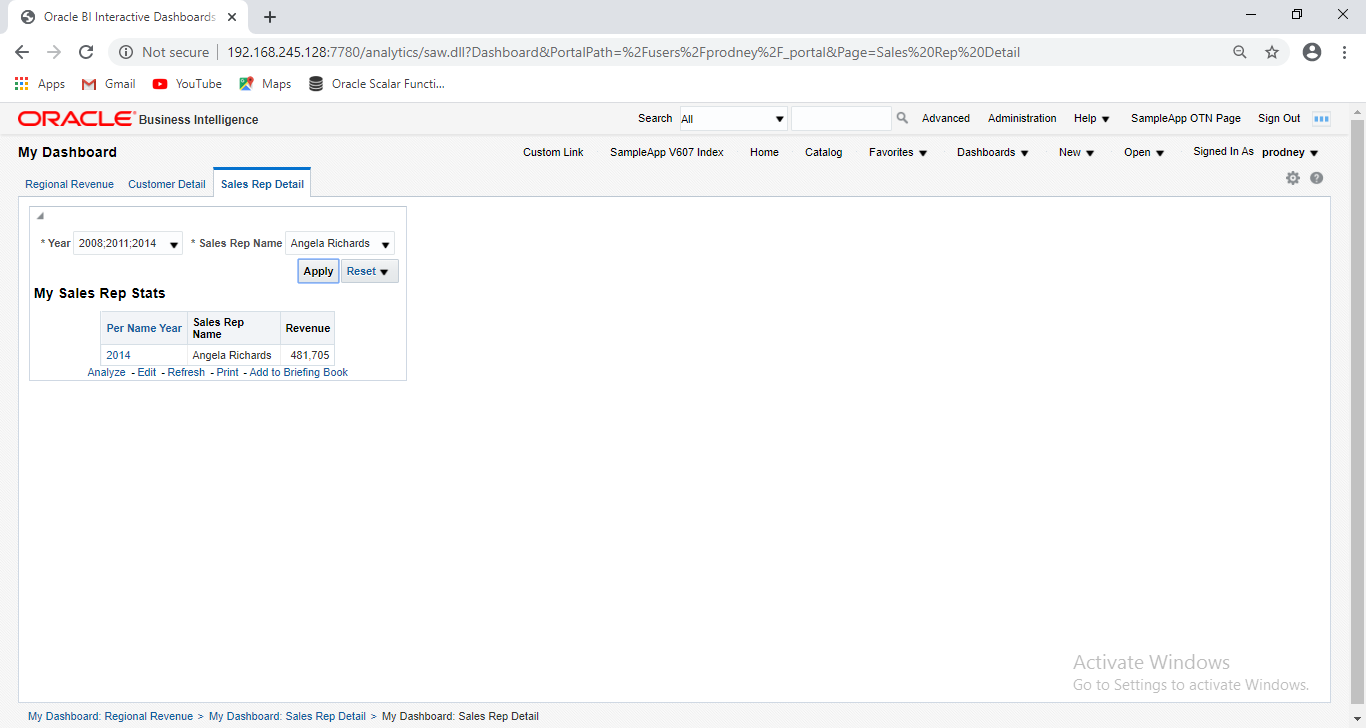 Oracle BI Interactive Dashboards
Not secure 192.168.245.128:7780/analytics/saw.dll?Dashboard&PortalPath=%2Fusers%2Fprodney%2F_portal&Page=Sales%20Rep%20Detail
Apps Gmail YouTube Maps Oracle Scalar Functi...
ORACLE Business Intelligence Search All Advanced Administration Help SampleApp OTN Page Sign Out
My Dashboard Custom Link SampleApp V607 Index Home Catalog Favorites Dashboards New Open Signed In As prodney
Regional Revenue Customer Detail Sales Rep Detail
* Year 2008;2011;2014 * Sales Rep Name Angela Richards
Apply Reset
My Sales Rep Stats
Per Name Year Sales Rep Name Revenue
2014 Angela Richards 481,705
Analyze - Edit - Refresh - Print - Add to Briefing Book
Activate Windows
Go to Settings to activate Windows.
My Dashboard: Regional Revenue > My Dashboard: Sales Rep Detail > My Dashboard: Sales Rep Detail